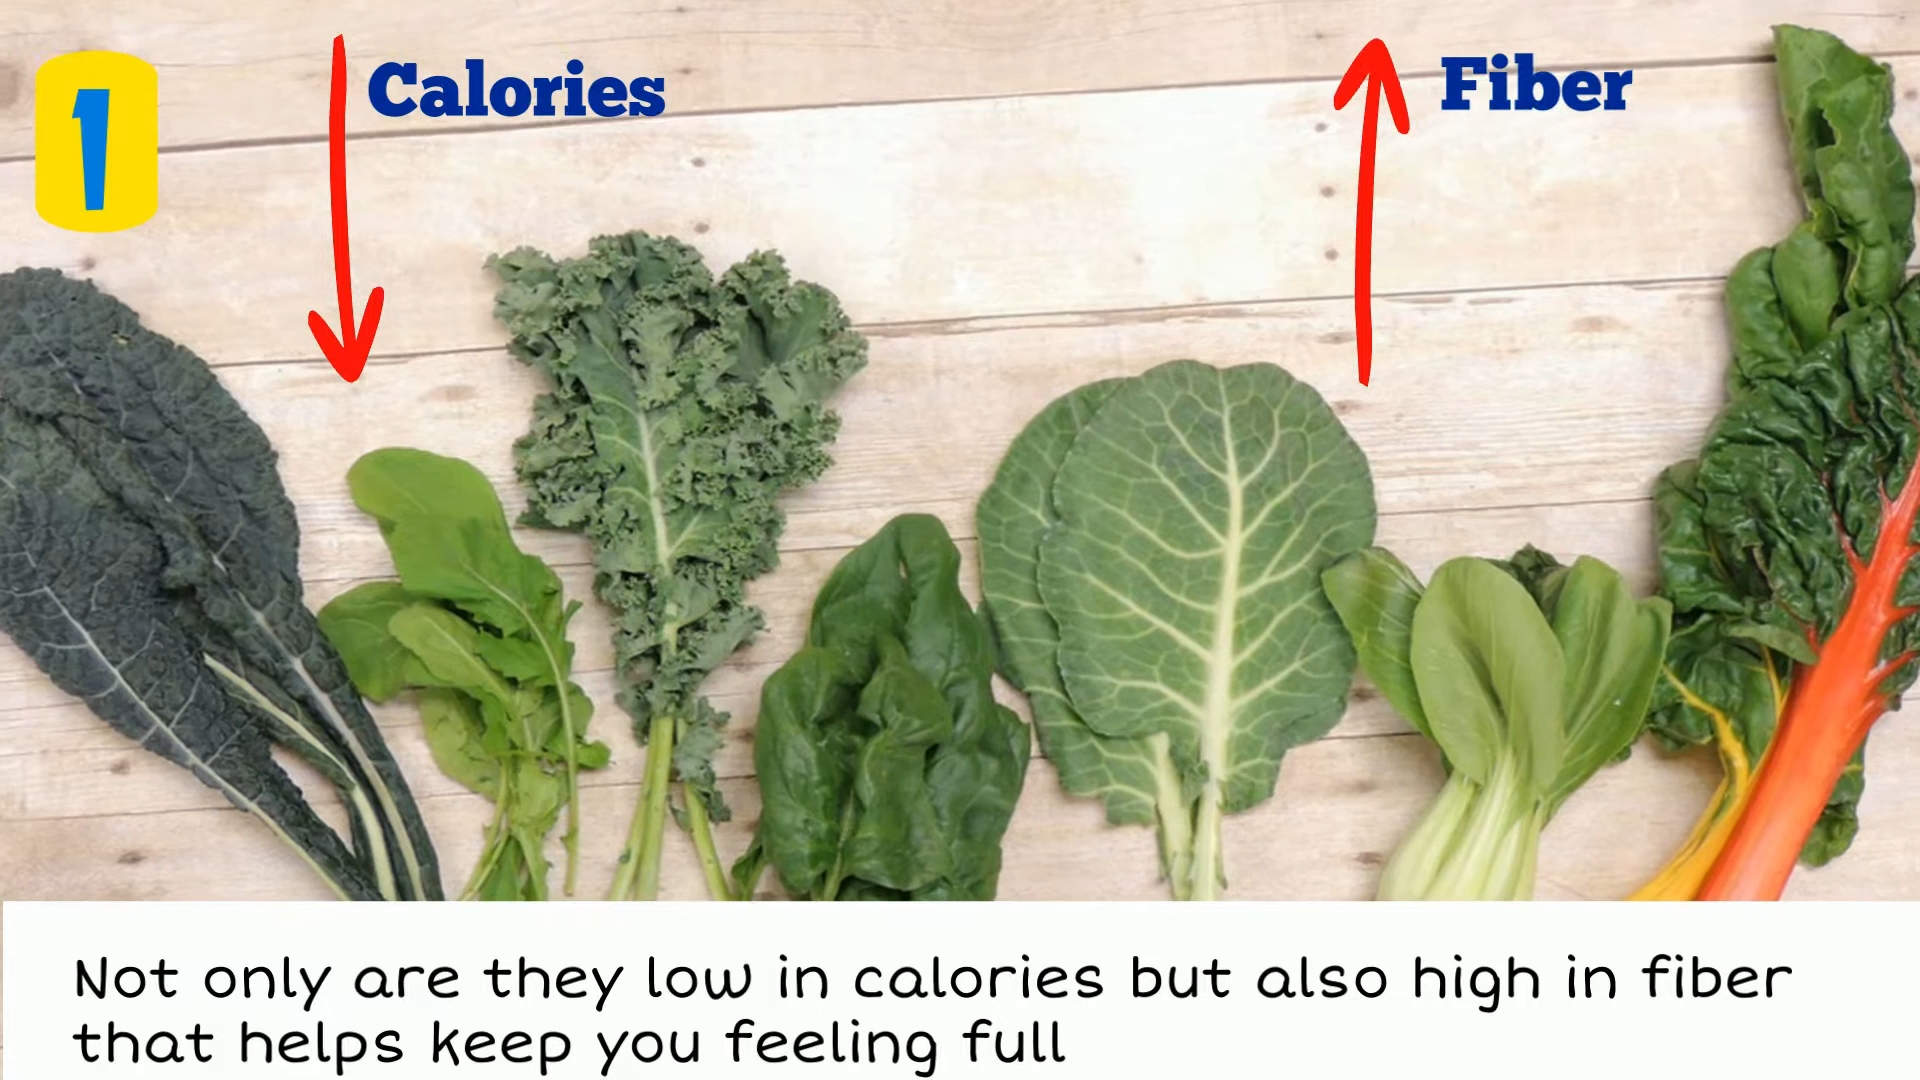 1
Calories
Fiber
Not only are they low in calories but also high in fiber
that helps keep you feeling full